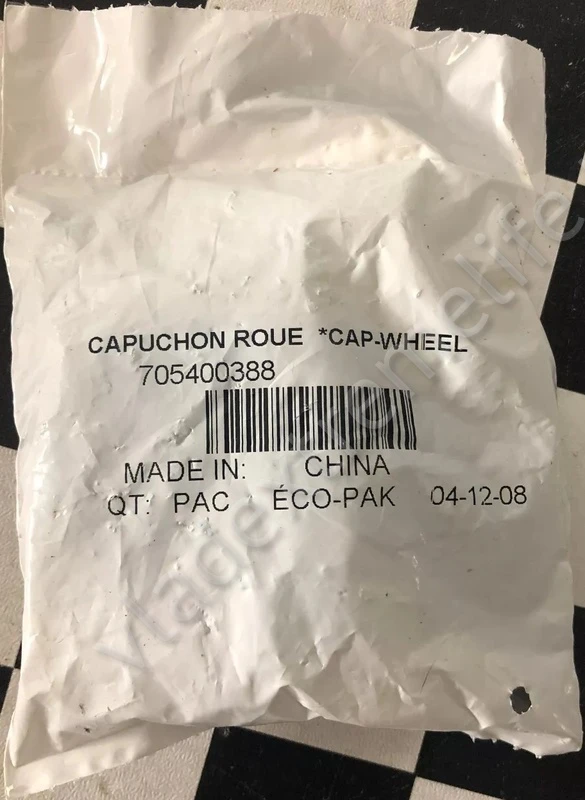 CAPUCHON ROUE *CAP-WHEEL
705400388
MADE IN: CHINA
QT: PAC ÉCO-PAK 04-12-08